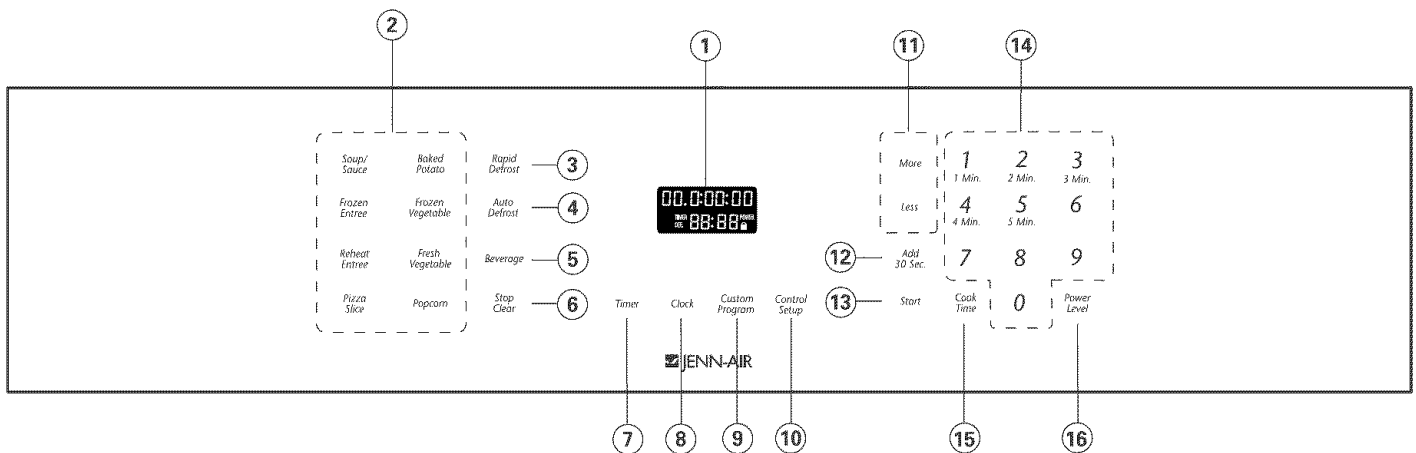 2
1
11
14
Soup/
Sauce
Baked
Potato
Rapid
Defrost
3
Frozen
Entree
Frozen
Vegetable
Auto
Defrost
4
Reheat
Entree
Fresh
Vegetable
Beverage
5
Pizza
Slice
Popcorn
Stop
Clear
6
00.0:00:00
88:88
POWER
Timer
Clock
Custom
Program
Control
Setup
JENN-AIR
More
Less
12
Add
30 Sec.
13
Start
1
1 Min.
2
2 Min.
3
3 Min.
4
4 Min.
5
5 Min.
6
7
8
9
Cook
Time
0
Power
Level
7
8
9
10
15
16